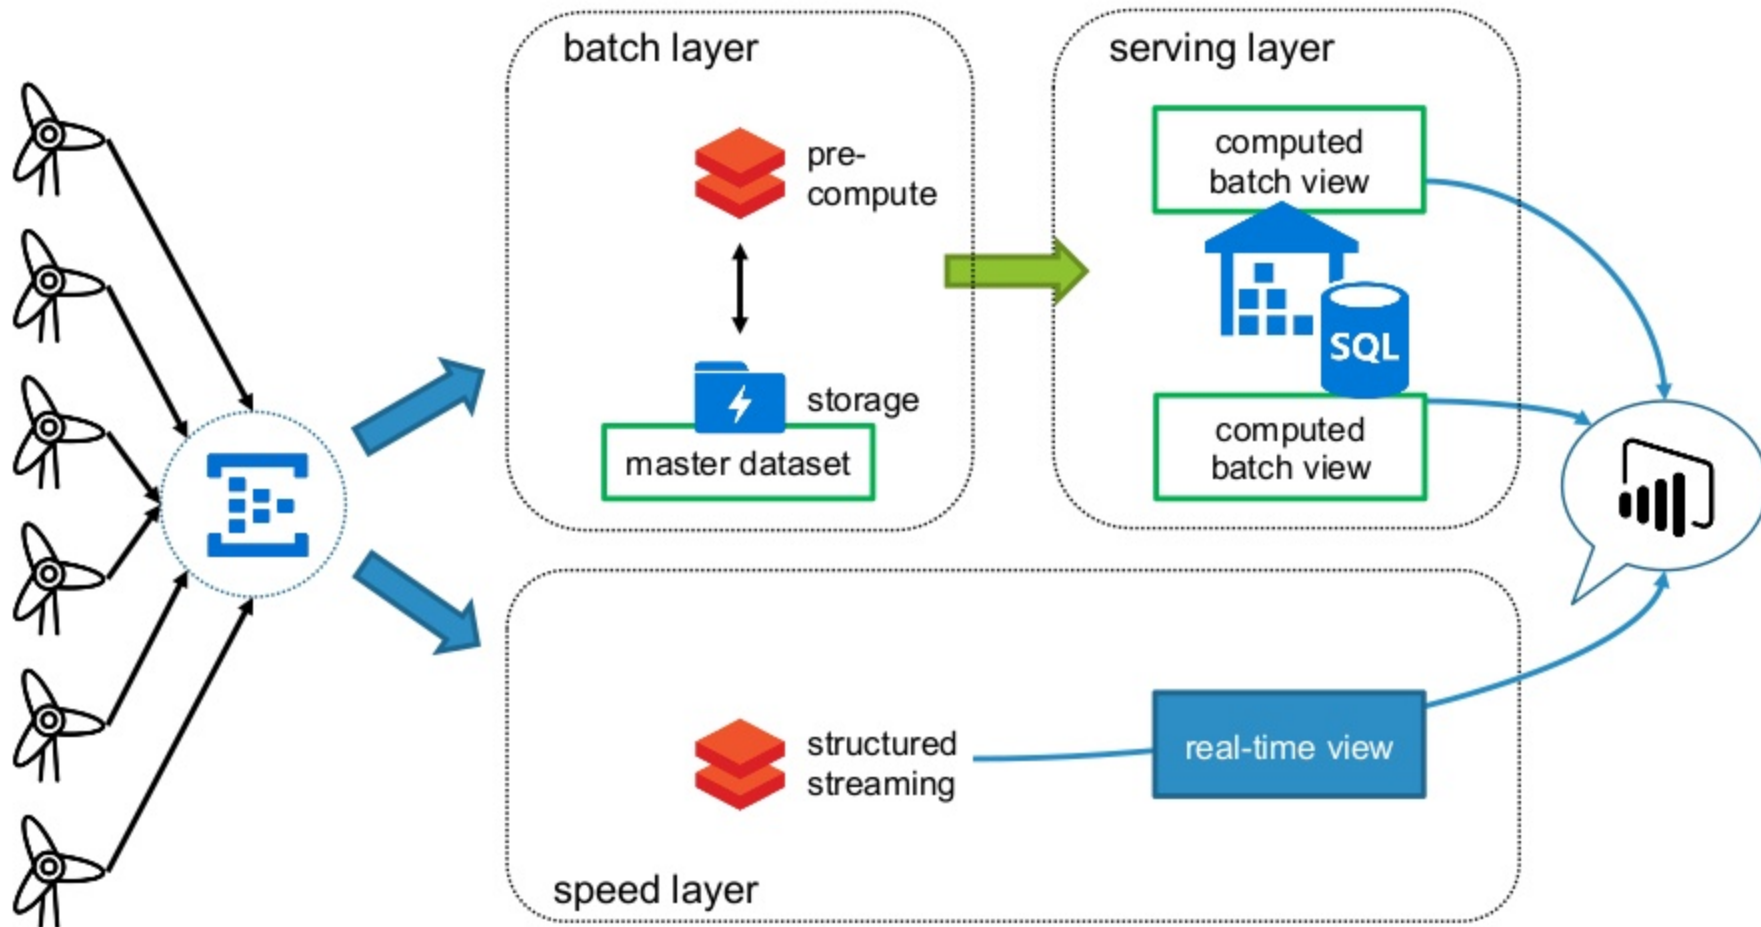 batch layer
pre-
compute
storage
master dataset
serving layer
computed
batch view
SQL
computed
batch view
structured
streaming
real-time view
speed layer